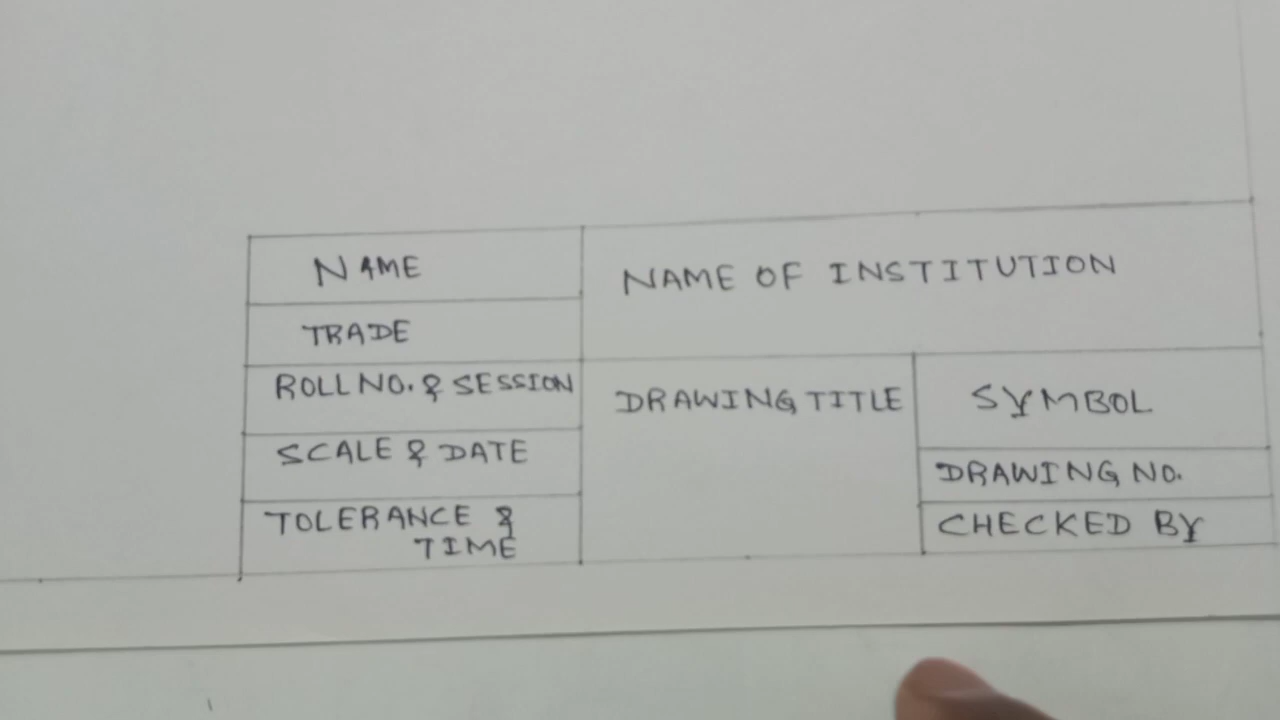 NAME
TRADE
ROLL NO. & SESSION
SCALE & DATE
TOLERANCE &
TIME
NAME OF INSTITUTION
DRAWING TITLE
SYMBOL
DRAWING NO.
CHECKED BY